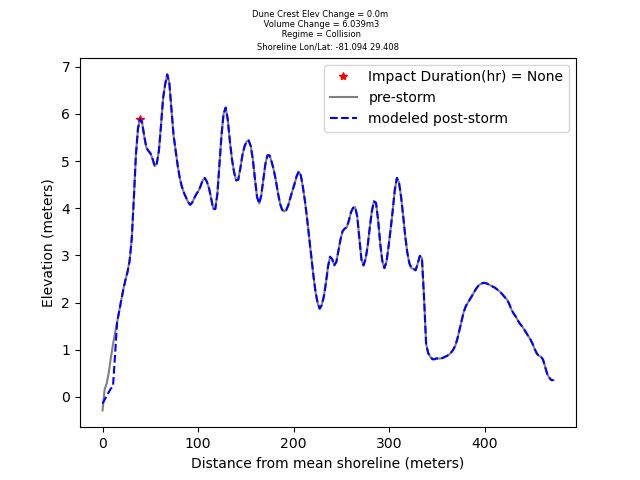 Dune Crest Elev Change = 0.0m
Volume Change = 6.039m3
Regime = Collision
Shoreline Lon/Lat: -81.094 29.408
Impact Duration(hr) = None
pre-storm
modeled post-storm
7
6
5
4
3
2
1
0
Elevation (meters)
0 100 200 300 400
Distance from mean shoreline (meters)